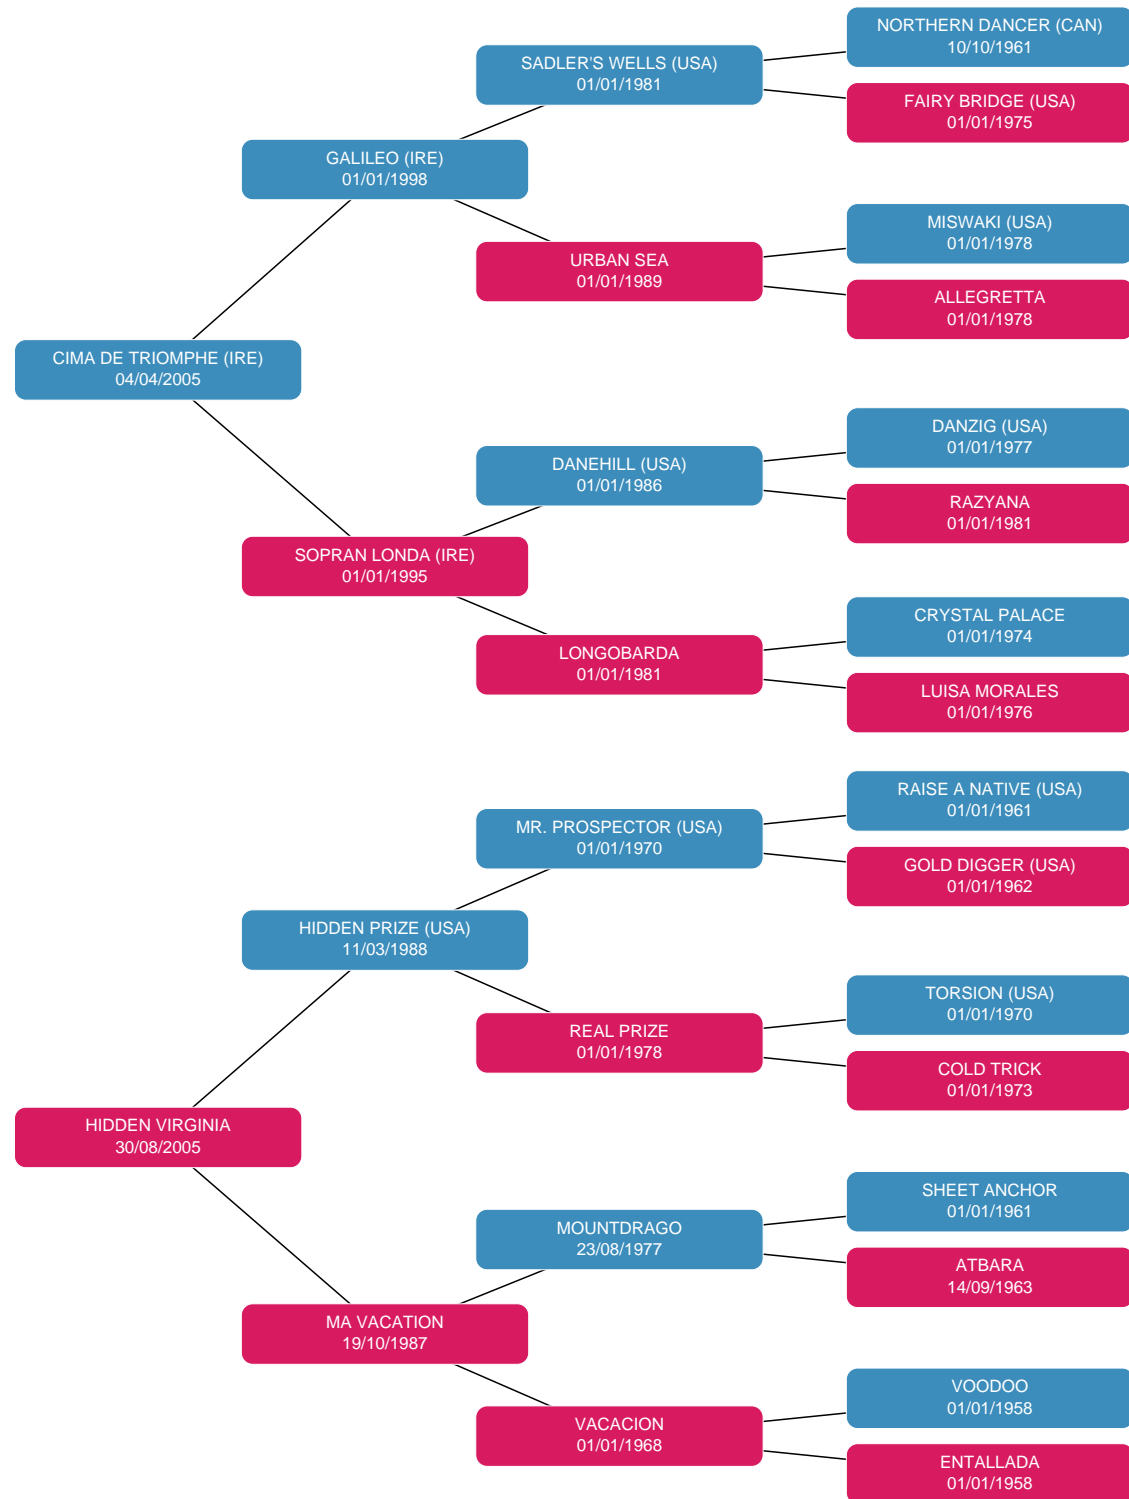 NORTHERN DANCER (CAN)
10/10/1961
SADLER'S WELLS (USA)
01/01/1981
FAIRY BRIDGE (USA)
01/01/1975
GALILEO (IRE)
01/01/1998
MISWAKI (USA)
01/01/1978
URBAN SEA
01/01/1989
ALLEGRETTA
01/01/1978
CIMA DE TRIOMPHE (IRE)
04/04/2005
DANZIG (USA)
01/01/1977
DANEHILL (USA)
01/01/1986
RAZYANA
01/01/1981
SOPRAN LONDA (IRE)
01/01/1995
CRYSTAL PALACE
01/01/1974
LONGOBARDA
01/01/1981
LUISA MORALES
01/01/1976
RAISE A NATIVE (USA)
01/01/1961
MR. PROSPECTOR (USA)
01/01/1970
GOLD DIGGER (USA)
01/01/1962
HIDDEN PRIZE (USA)
11/03/1988
TORSION (USA)
01/01/1970
REAL PRIZE
01/01/1978
COLD TRICK
01/01/1973
HIDDEN VIRGINIA
30/08/2005
SHEET ANCHOR
01/01/1961
MOUNTDRAGO
23/08/1977
ATBARA
14/09/1963
MA VACATION
19/10/1987
VOODOO
01/01/1958
VACACION
01/01/1968
ENTALLADA
01/01/1958